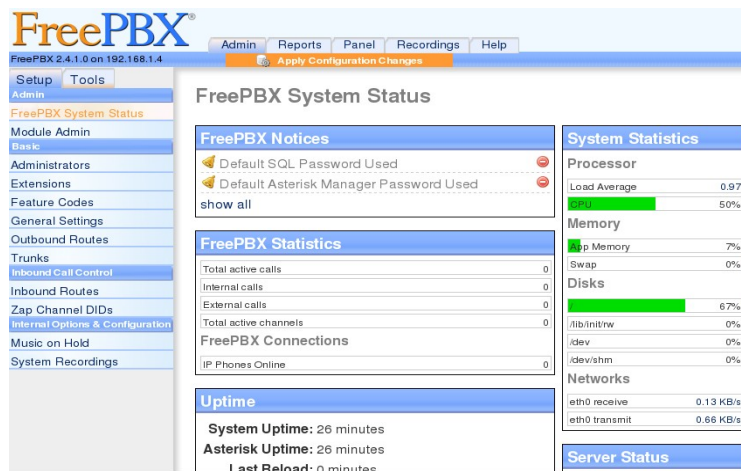 FreePBX®
FreePBX 2.4.1.0 on 192.168.1.4
Admin Reports Panel Recordings Help
Apply Configuration Changes
Setup Tools
Admin
FreePBX System Status
Module Admin
Basic
Administrators
Extensions
Feature Codes
General Settings
Outbound Routes
Trunks
Inbound Call Control
Inbound Routes
Zap Channel DIDs
Internal Options & Configuration
Music on Hold
System Recordings
FreePBX System Status
FreePBX Notices
Default SQL Password Used
Default Asterisk Manager Password Used
show all
FreePBX Statistics
Total active calls 0
Internal calls 0
External calls 0
Total active channels 0
FreePBX Connections
IP Phones Online 0
Uptime
System Uptime: 26 minutes
Asterisk Uptime: 26 minutes
Last Reload: 0 minutes
System Statistics
Processor
Load Average 0.97
CPU 50%
Memory
App Memory 7%
Swap 0%
Disks
/ 67%
/lib/init/rw 0%
/dev 0%
/dev/shm 0%
Networks
eth0 receive 0.13 KB/s
eth0 transmit 0.66 KB/s
Server Status